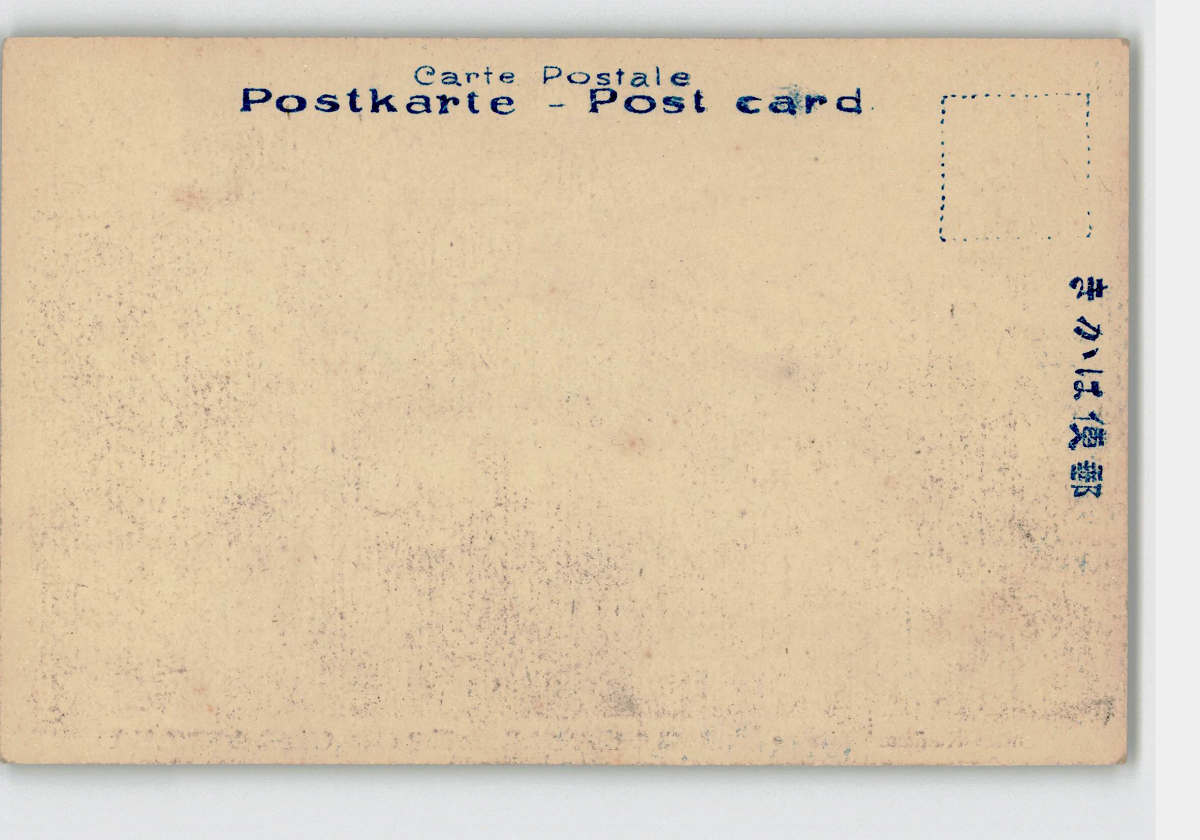 Carte Postale
Postkarte - Post card
郵便はかき